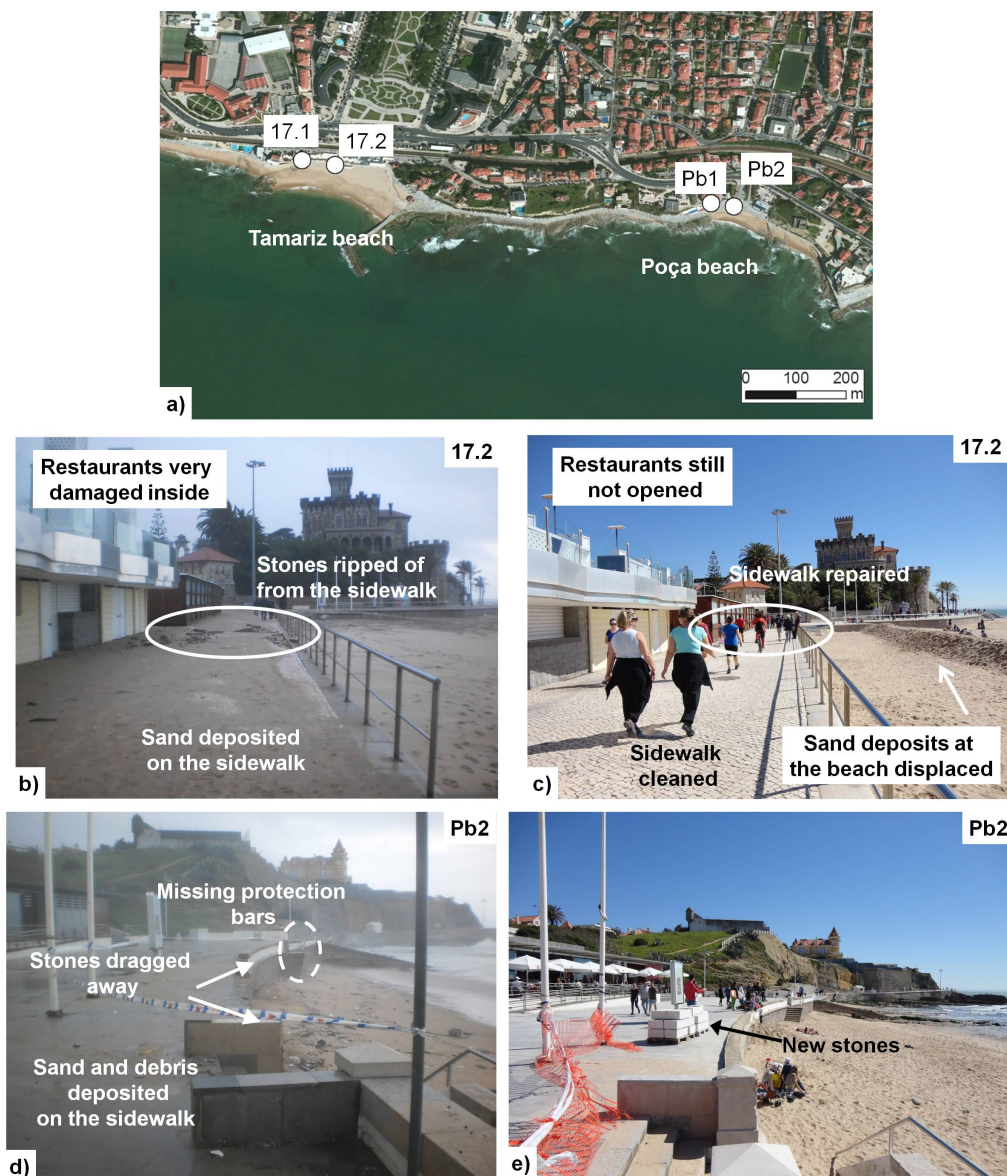 17.1
17.2
Pb1
Pb2
Tamariz beach
Poça beach
0 100 200
m
a)
17.2
Restaurants very
damaged inside
Stones ripped of
from the sidewalk
Sand deposited
on the sidewalk
b)
17.2
Restaurants still
not opened
Sidewalk repaired
Sidewalk
cleaned
Sand deposits at
the beach displaced
c)
Pb2
Missing protection
bars
Stones dragged
away
Sand and debris
deposited
on the sidewalk
d)
Pb2
New stones
e)